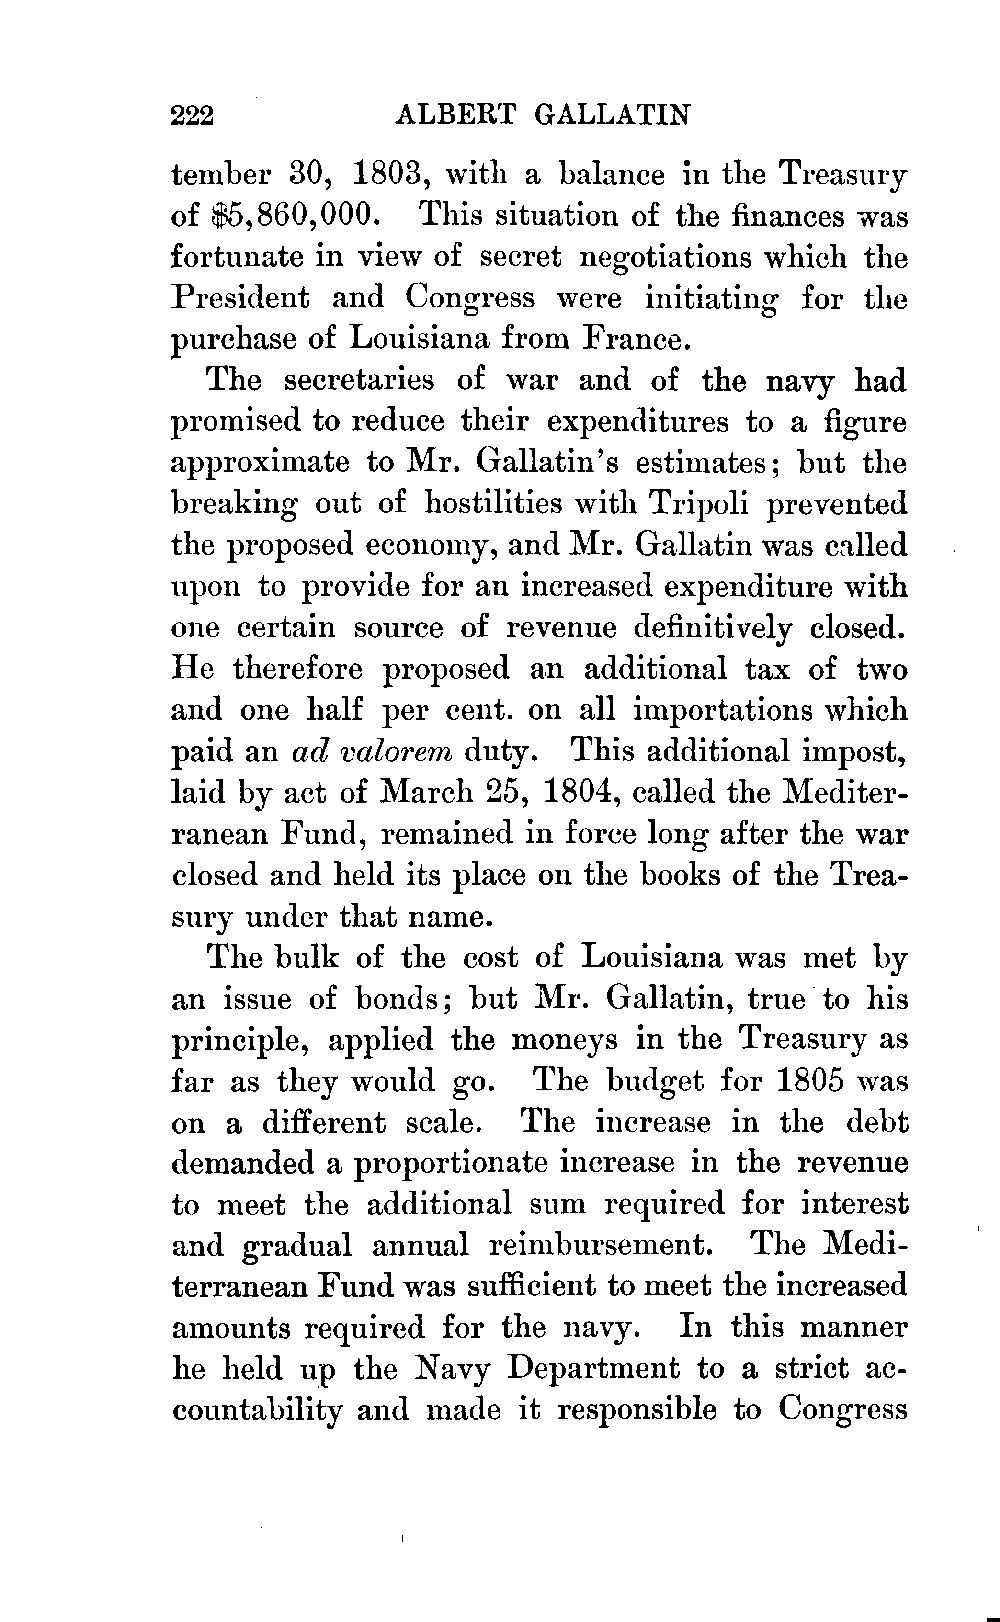 222 ALBERT GALLATIN
tember 30, 1803, with a balance in the Treasury
of $5,860,000. This situation of the finances was
fortunate in view of secret negotiations which the
President and Congress were initiating for the
purchase of Louisiana from France.
The secretaries of war and of the navy had
promised to reduce their expenditures to a figure
approximate to Mr. Gallatin's estimates; but the
breaking out of hostilities with Tripoli prevented
the proposed economy, and Mr. Gallatin was called
upon to provide for an increased expenditure with
one certain source of revenue definitively closed.
He therefore proposed an additional tax of two
and one half per cent. on all importations which
paid an ad valorem duty. This additional impost,
laid by act of March 25, 1804, called the Mediter-
ranean Fund, remained in force long after the war
closed and held its place on the books of the Trea-
sury under that name.
The bulk of the cost of Louisiana was met by
an issue of bonds; but Mr. Gallatin, true to his
principle, applied the moneys in the Treasury as
far as they would go. The budget for 1805 was
on a different scale. The increase in the debt
demanded a proportionate increase in the revenue
to meet the additional sum required for interest
and gradual annual reimbursement. The Medi-
terranean Fund was sufficient to meet the increased
amounts required for the navy. In this manner
he held up the Navy Department to a strict ac-
countability and made it responsible to Congress